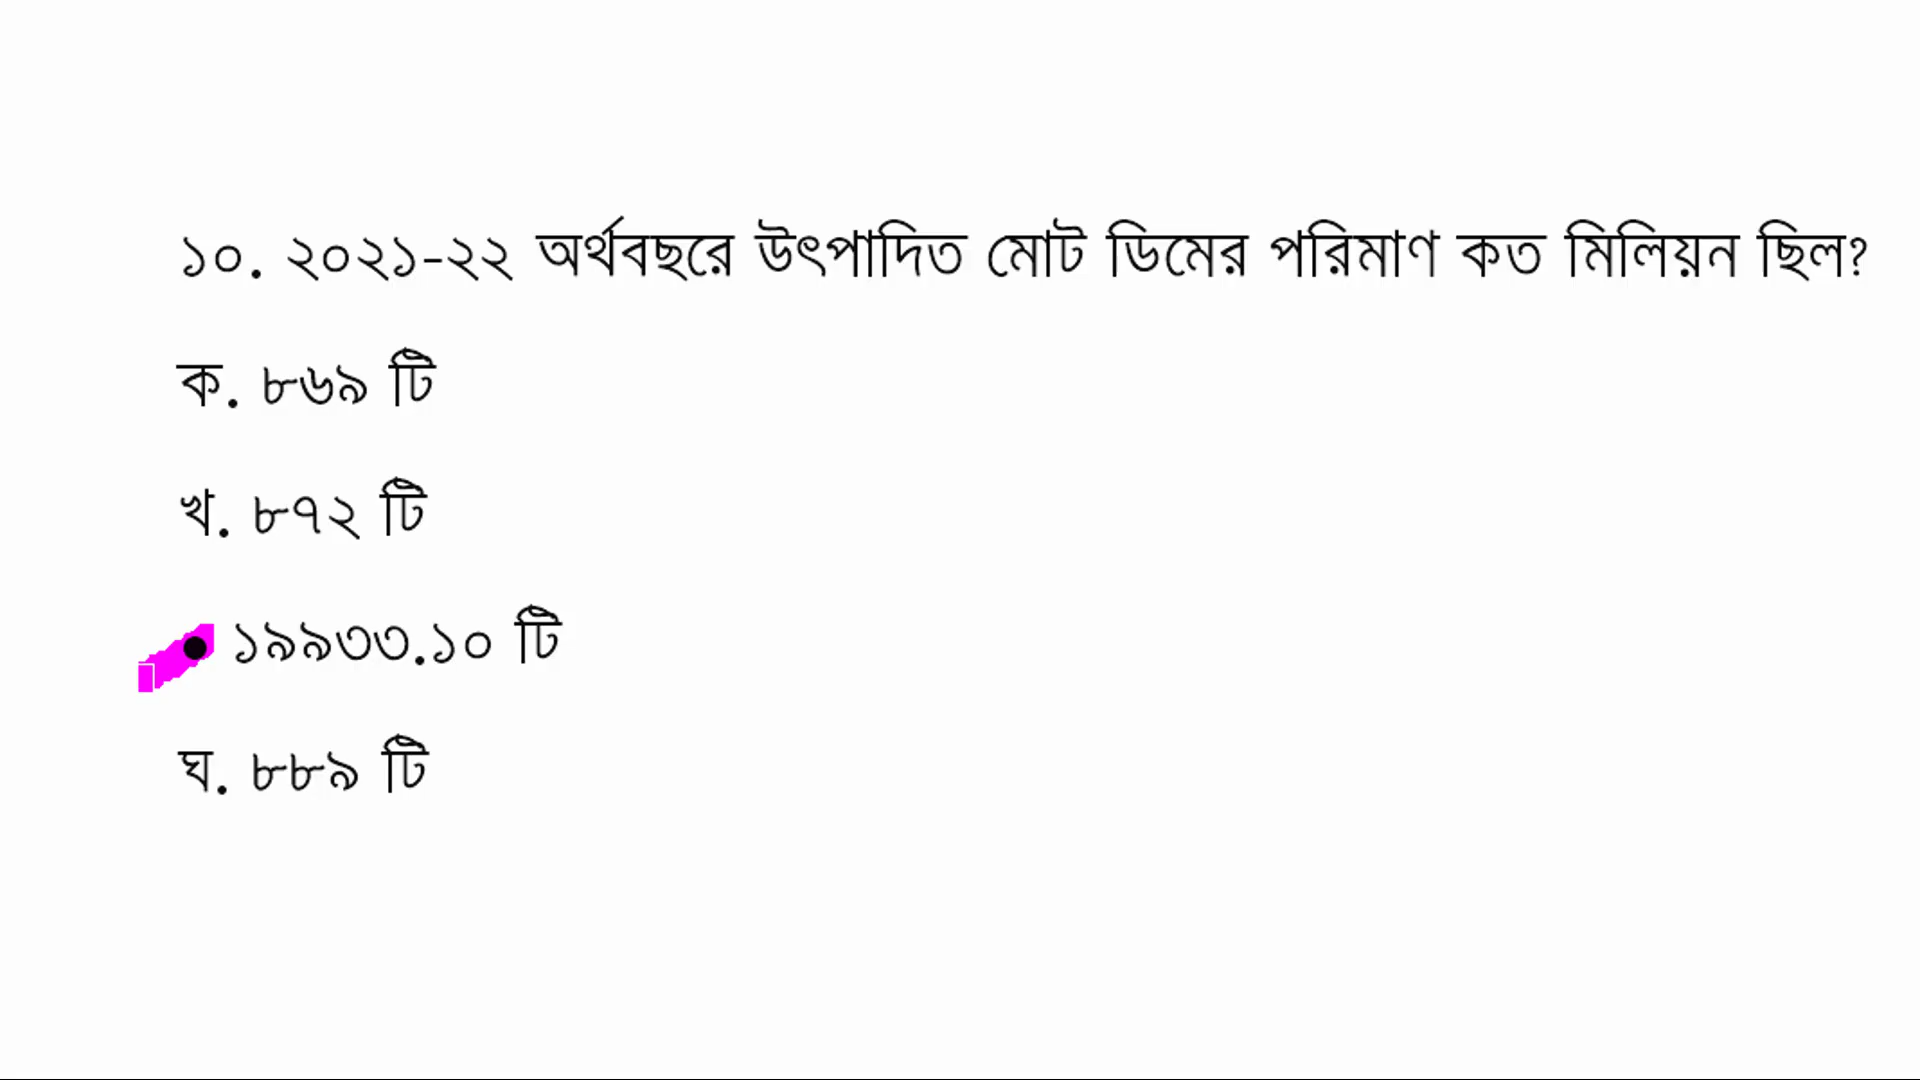 ১০. ২০২১-২২ অর্থবছরে উৎপাদিত মোট ডিমের পরিমাণ কত মিলিয়ন ছিল?
ক. ৮৬৯ টি
খ. ৮৭২ টি
১৯৯৩৩.১০ টি
ঘ. ৮৮৯ টি